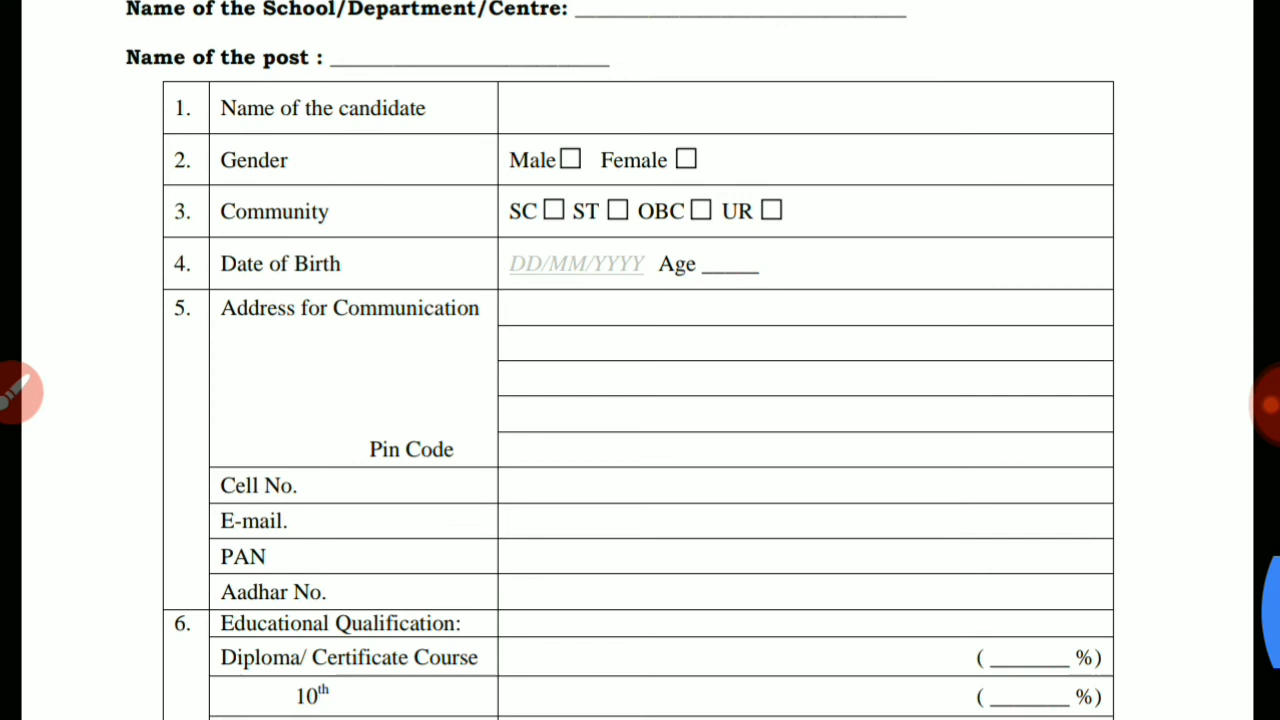 Name of the School/Department/Centre: ______________________________
Name of the post : _________________________
1. Name of the candidate
2. Gender Male☐ Female ☐
3. Community SC ☐ ST ☐ OBC ☐ UR ☐
4. Date of Birth DD/MM/YYYY Age _____
5. Address for Communication
Pin Code
Cell No.
E-mail.
PAN
Aadhar No.
6. Educational Qualification:
Diploma/ Certificate Course ( _______ %)
10th ( _______ %)